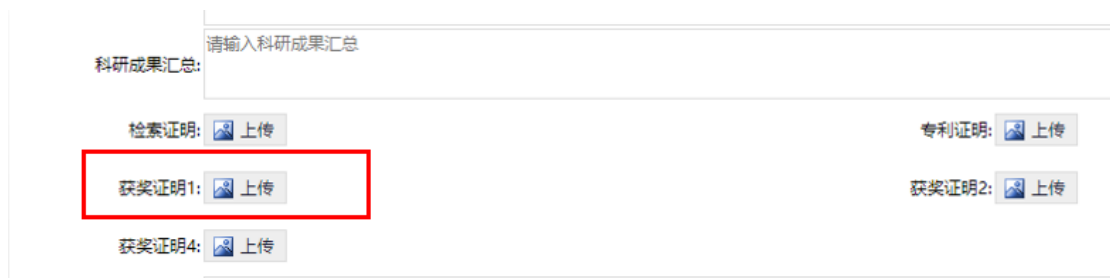 请输入科研成果汇总
科研成果汇总:
检索证明: 上传 专利证明: 上传
获奖证明1: 上传 获奖证明2: 上传
获奖证明4: 上传